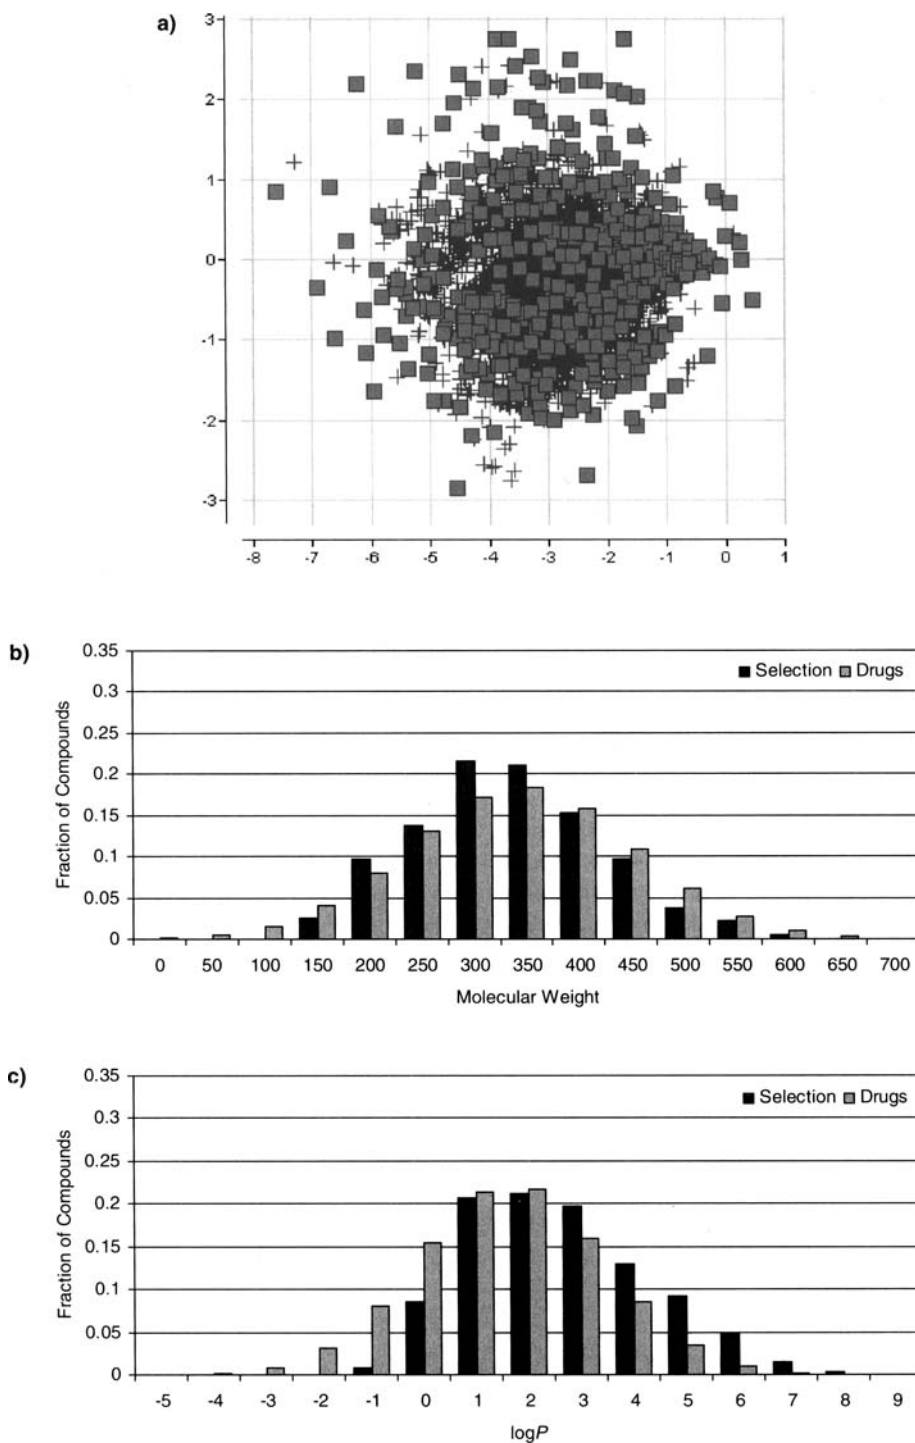 a)
3
2
1
0
-1
-2
-3
-8 -7 -6 -5 -4 -3 -2 -1 0 1
b)
0.35
Selection Drugs
0.3
0.25
0.2
0.15
0.1
0.05
0
Fraction of Compounds
0 50 100 150 200 250 300 350 400 450 500 550 600 650 700
Molecular Weight
c)
0.35
Selection Drugs
0.3
0.25
0.2
0.15
0.1
0.05
0
Fraction of Compounds
-5 -4 -3 -2 -1 0 1 2 3 4 5 6 7 8 9
logP